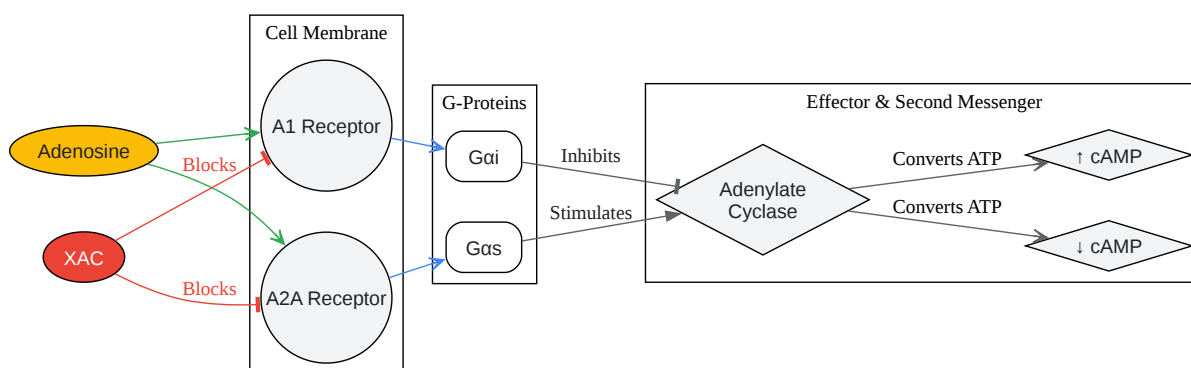 Cell Membrane
Adenosine
XAC
Blocks
Blocks
A1 Receptor
A2A Receptor
G-Proteins
Gαi
Gαs
Inhibits
Stimulates
Effector & Second Messenger
Adenylate
Cyclase
Converts ATP
Converts ATP
↑ cAMP
↓ cAMP